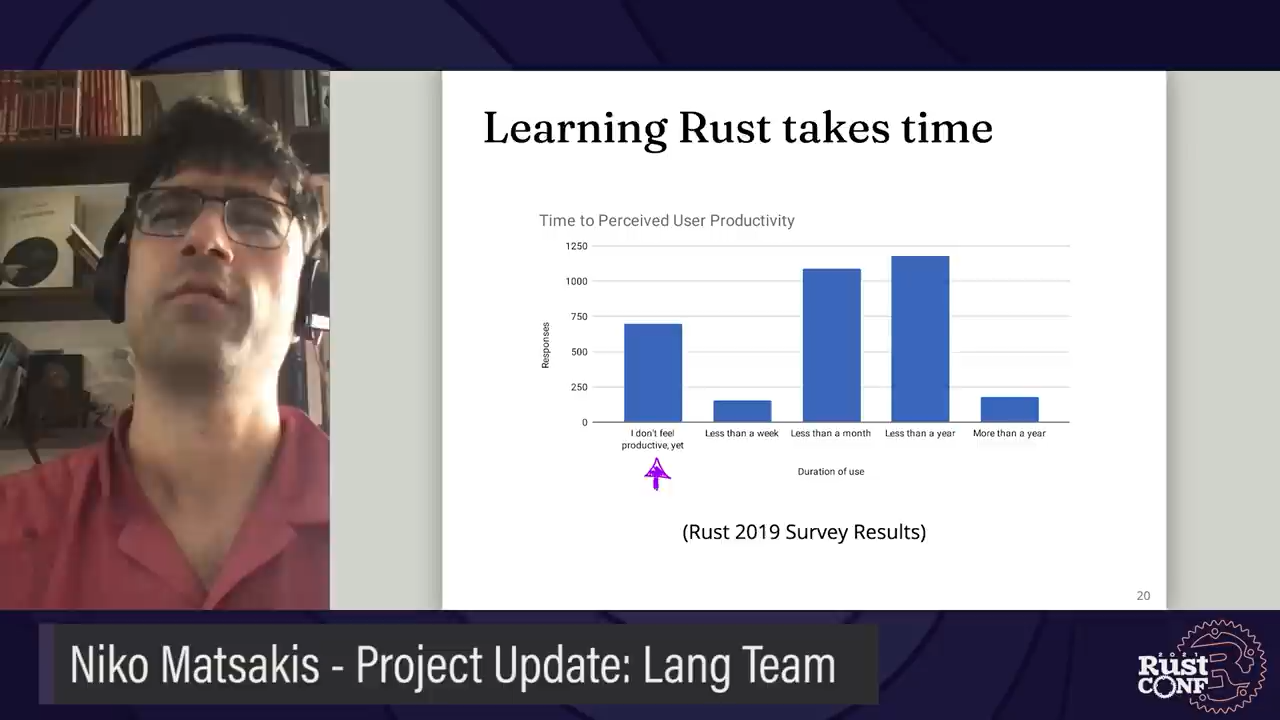 Learning Rust takes time
Time to Perceived User Productivity
1250
1000
750
500
250
0
Responses
I don't feel
productive, yet
Less than a week
Less than a month
Less than a year
More than a year
Duration of use
(Rust 2019 Survey Results)
20
Niko Matsakis - Project Update: Lang Team
Rust
CONF